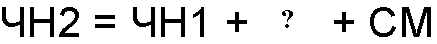 ЧН2 = ЧН1 + ? + СМ